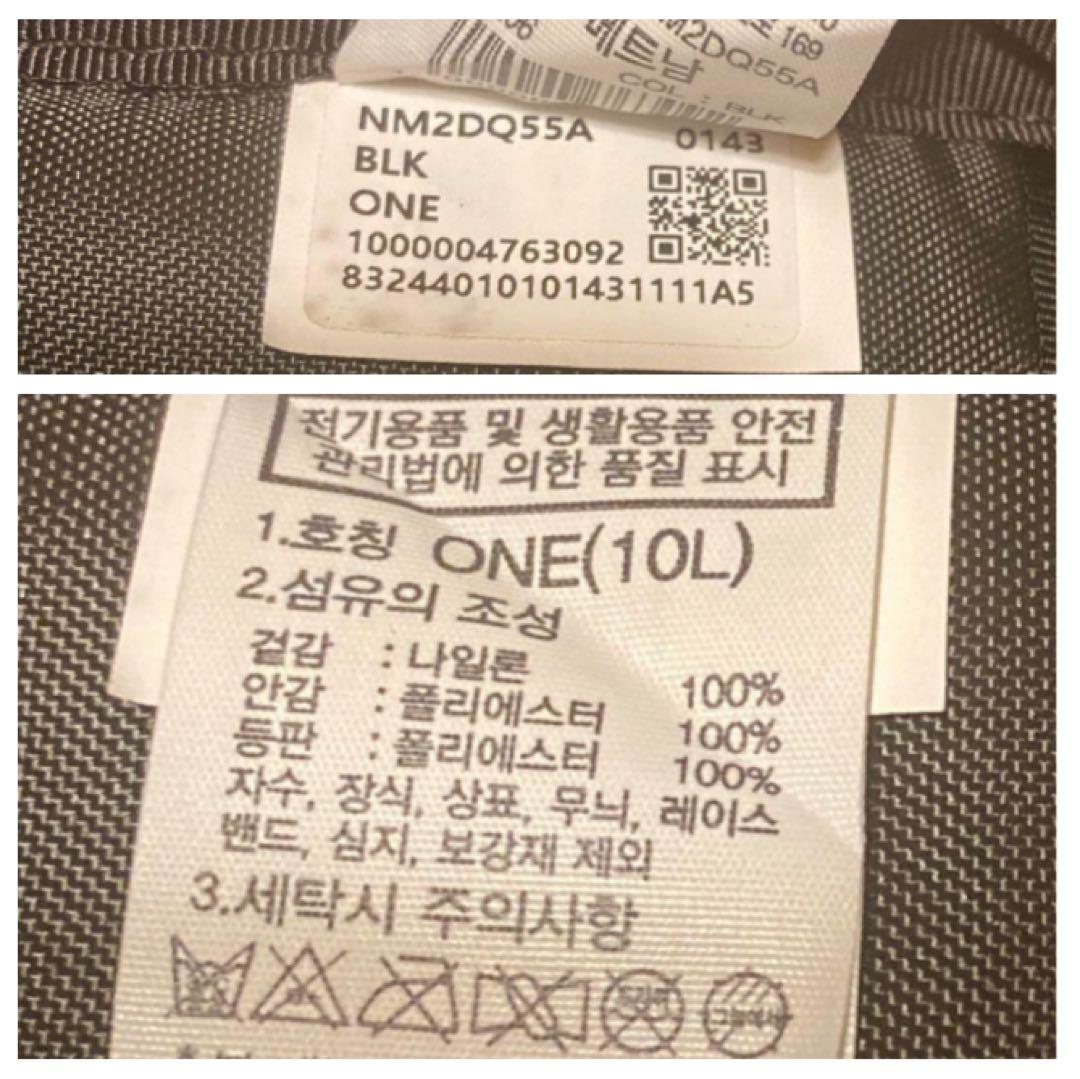 169
M2DQ55A
베트남
COL : BLK
NM2DQ55A 0143
BLK
ONE
1000004763092
83244010101431111A5
전기용품 및 생활용품 안전
관리법에 의한 품질 표시
1.호칭 ONE(10L)
2.섬유의 조성
겉감 : 나일론 100%
안감 : 폴리에스터 100%
등판 : 폴리에스터 100%
자수, 장식, 상표, 무늬, 레이스
밴드, 심지, 보강재 제외
3.세탁시 주의사항